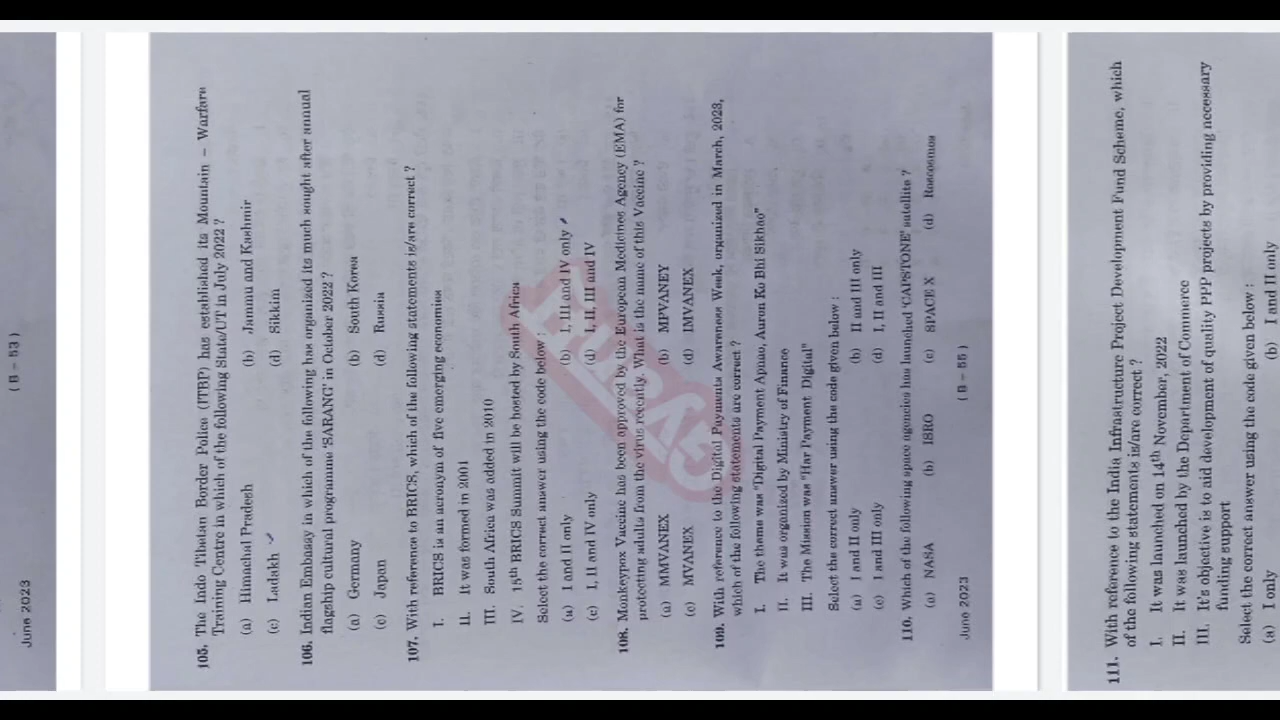 ( B – 53 )
June 2023
105. The Indo Tibetan Border Police (ITBP) has established its Mountain – Warfare
Training Centre in which of the following State/UT in July 2022 ?
(a) Himachal Pradesh (b) Jammu and Kashmir
(c) Ladakh (d) Sikkim
106. Indian Embassy in which of the following has organized its much sought after annual
flagship cultural programme 'SARANG' in October 2022 ?
(a) Germany (b) South Korea
(c) Japan (d) Russia
107. With reference to BRICS, which of the following statements is/are correct ?
I. BRICS is an acronym of five emerging economies
II. It was formed in 2001
III. South Africa was added in 2010
IV. 15th BRICS Summit will be hosted by South Africa
Select the correct answer using the code below :
(a) I and II only (b) I, III and IV only
(c) I, II and IV only (d) I, II, III and IV
108. Monkeypox Vaccine has been approved by the European Medicines Agency (EMA) for
protecting adults from the virus recently. What is the name of this Vaccine ?
(a) MMVANEX (b) MPVANEY
(c) MVANEX (d) IMVANEX
109. With reference to the Digital Payments Awareness Week, organized in March, 2023,
which of the following statements are correct ?
I. The theme was "Digital Payment Apnao, Auron Ko Bhi Sikhao"
II. It was organized by Ministry of Finance
III. The Mission was "Har Payment Digital"
Select the correct answer using the code given below :
(a) I and II only (b) II and III only
(c) I and III only (d) I, II and III
110. Which of the following space agencies has launched 'CAPSTONE' satellite ?
(a) NASA (b) ISRO (c) SPACE X (d) Roscosmos
June 2023 ( B – 55 )
111. With reference to the India Infrastructure Project Development Fund Scheme, which
of the following statements is/are correct ?
I. It was launched on 14th November, 2022
II. It was launched by the Department of Commerce
III. It's objective is to aid development of quality PPP projects by providing necessary
funding support
Select the correct answer using the code given below :
(a) I only (b) I and II only